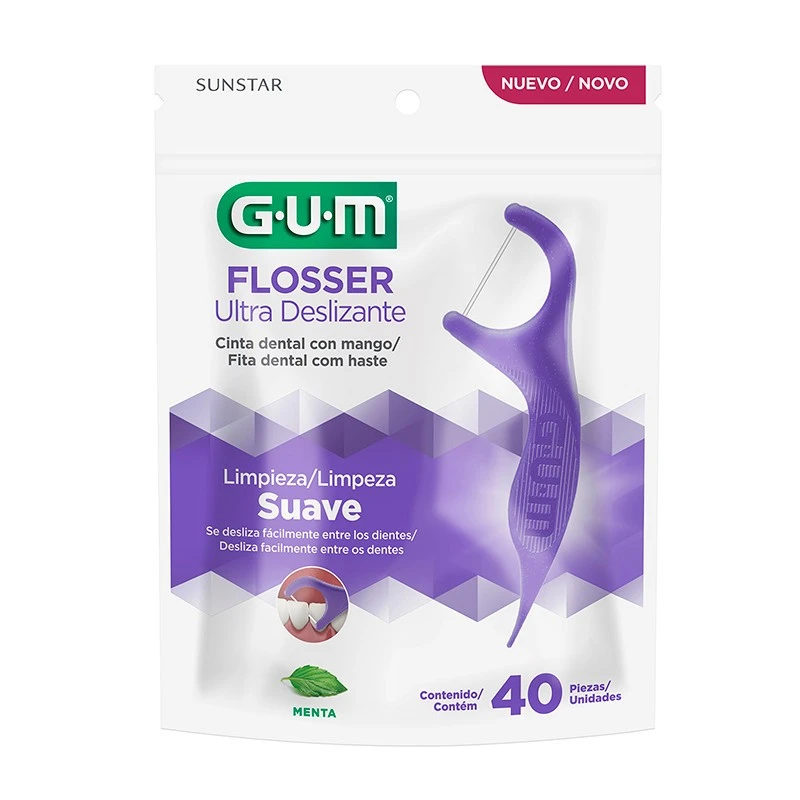 SUNSTAR
NUEVO / NOVO
G·U·M®
FLOSSER
Ultra Deslizante
Cinta dental con mango/
Fita dental com haste
Limpieza/Limpeza
Suave
Se desliza fácilmente entre los dientes/
Desliza facilmente entre os dentes
MENTA
Contenido/
Contém
40
Piezas/
Unidades
GUM